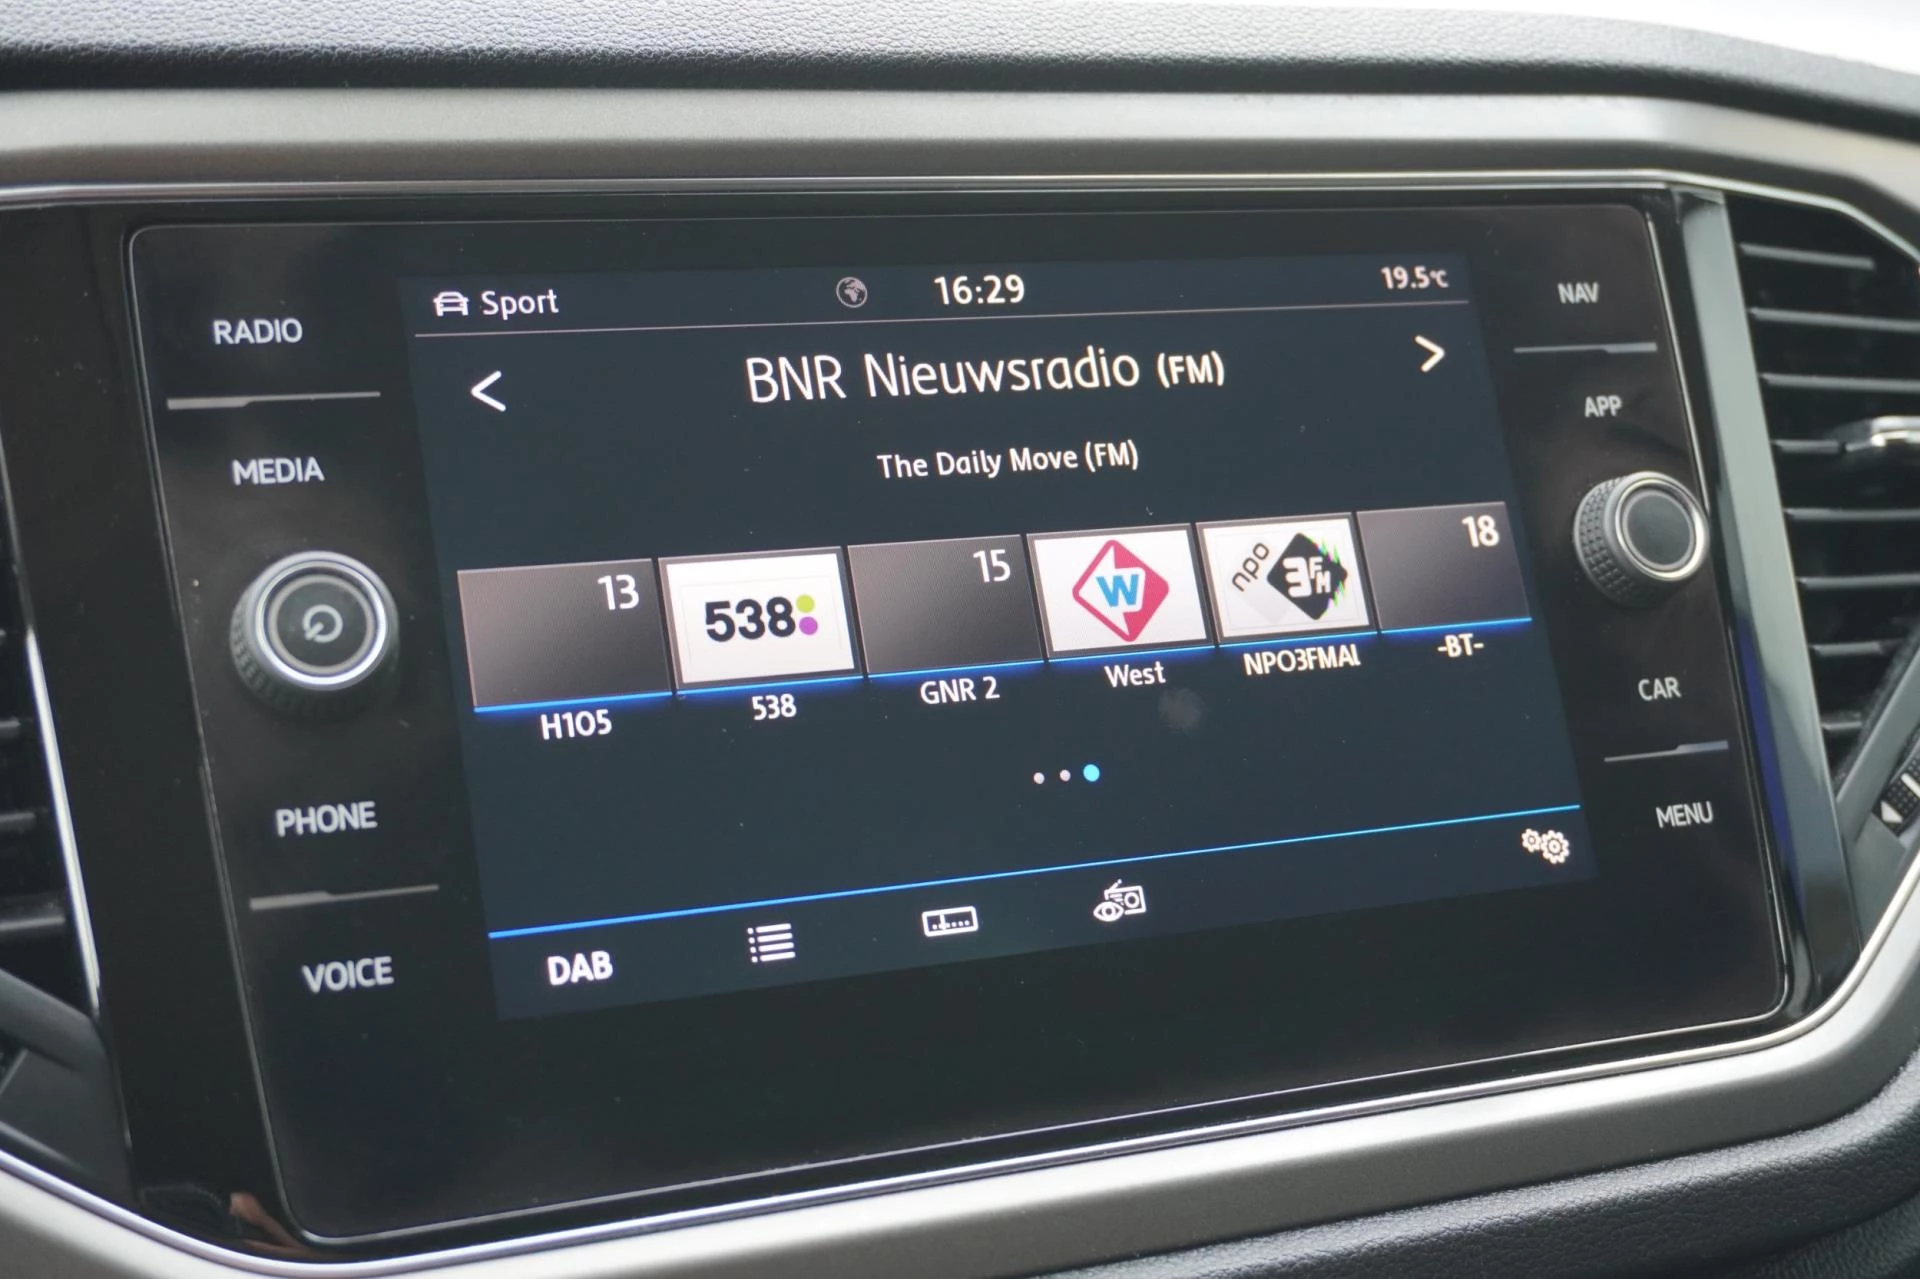 RADIO
MEDIA
PHONE
VOICE
Sport
16:29
19.5°C
BNR Nieuwsradio (FM)
The Daily Move (FM)
13
538
15
W
npo 3FM
18
H105
538
GNR 2
West
NPO3FMAl
-BT-
DAB
NAV
APP
CAR
MENU